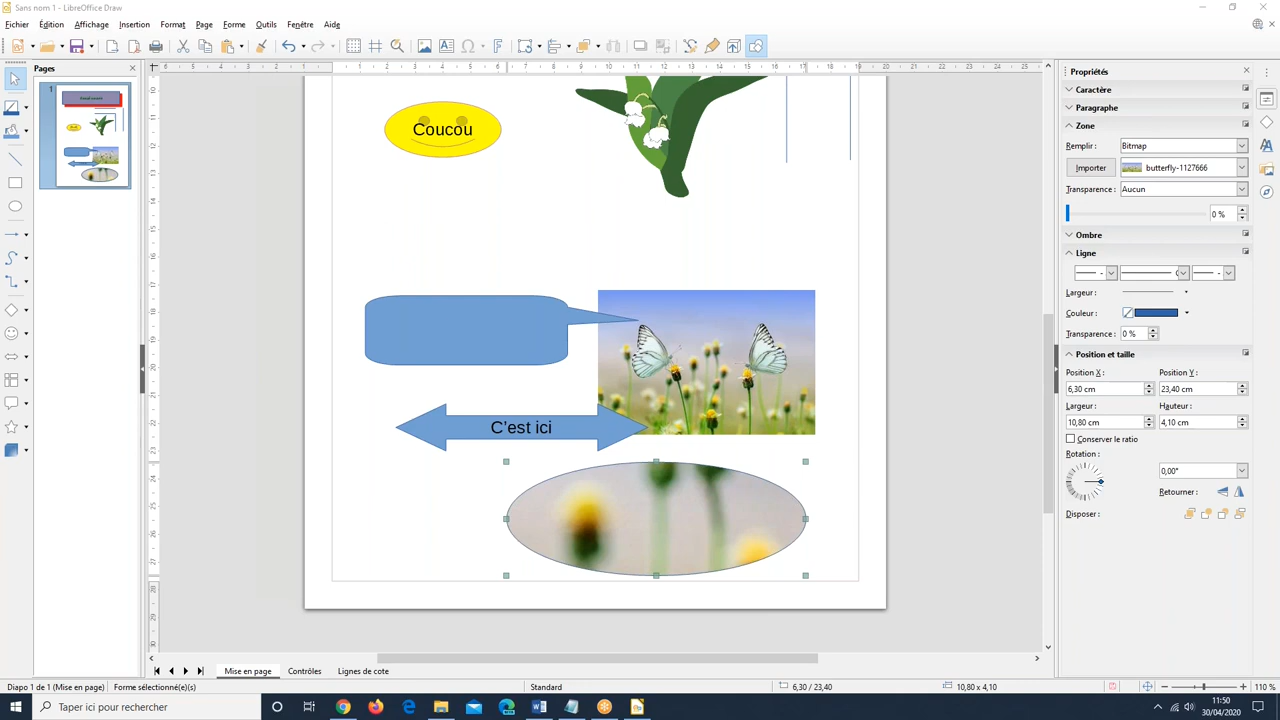 Sans nom 1 - LibreOffice Draw
Fichier Édition Affichage Insertion Format Page Forme Outils Fenêtre Aide
Pages
1
Coucou
C'est ici
Propriétés
Caractère
Paragraphe
Zone
Remplir : Bitmap
Importer butterfly-1127666
Transparence : Aucun
0 %
Ombre
Ligne
Largeur :
Couleur :
Transparence : 0 %
Position et taille
Position X : Position Y :
6,30 cm 23,40 cm
Largeur : Hauteur :
10,80 cm 4,10 cm
Conserver le ratio
Rotation :
0,00°
Retourner :
Disposer :
Mise en page Contrôles Lignes de cote
Diapo 1 de 1 (Mise en page) Forme sélectionné(e)(s) Standard 6,30 / 23,40 10,80 x 4,10 110 %
Taper ici pour rechercher
11:50
30/04/2020